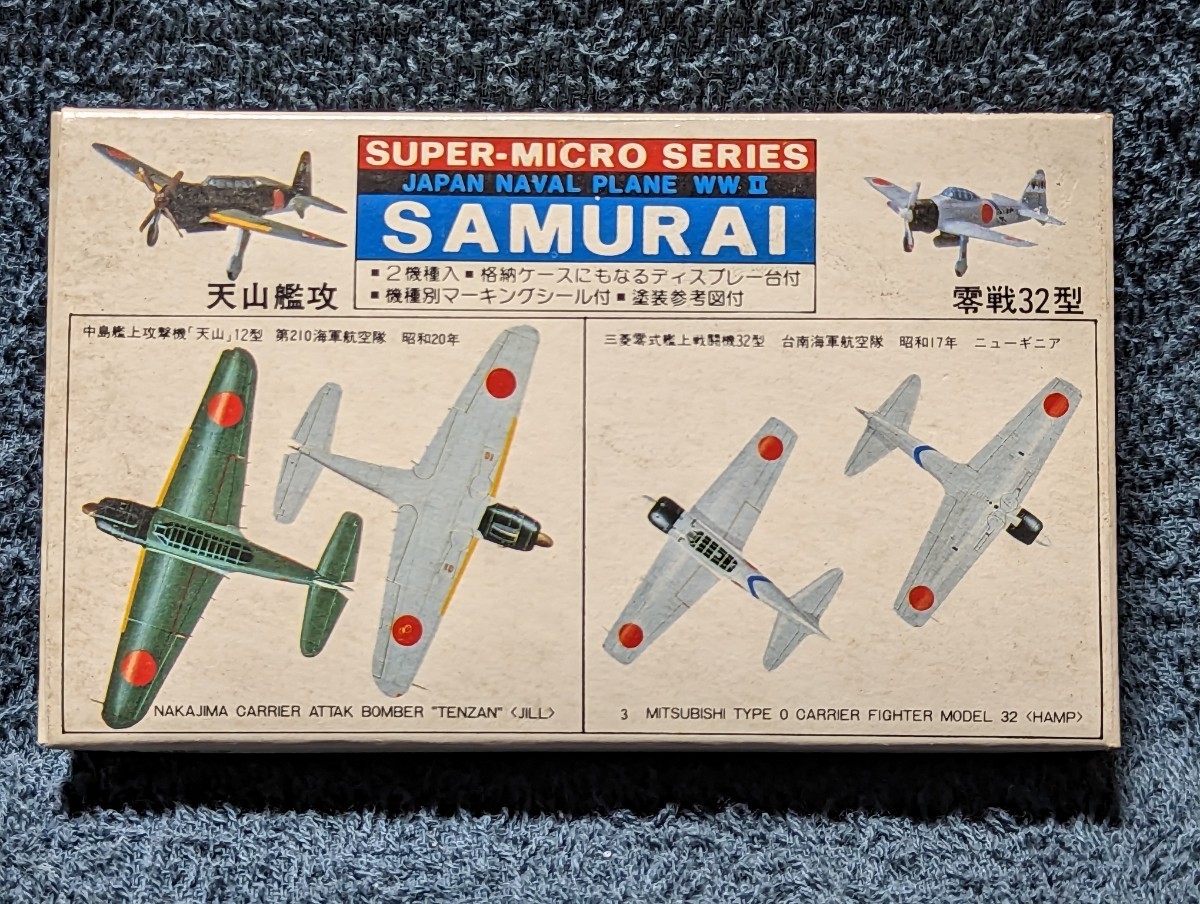 SUPER-MICRO SERIES
JAPAN NAVAL PLANE WW II
SAMURAI
■2機種入■格納ケースにもなるディスプレー台付
■機種別マーキングシール付■塗装参考図付
天山艦攻
零戦32型
中島艦上攻撃機「天山」12型 第210海軍航空隊 昭和20年
三菱零式艦上戦闘機32型 台南海軍航空隊 昭和17年 ニューギニア
NAKAJIMA CARRIER ATTAK BOMBER "TENZAN" <JILL>
3 MITSUBISHI TYPE 0 CARRIER FIGHTER MODEL 32 <HAMP>